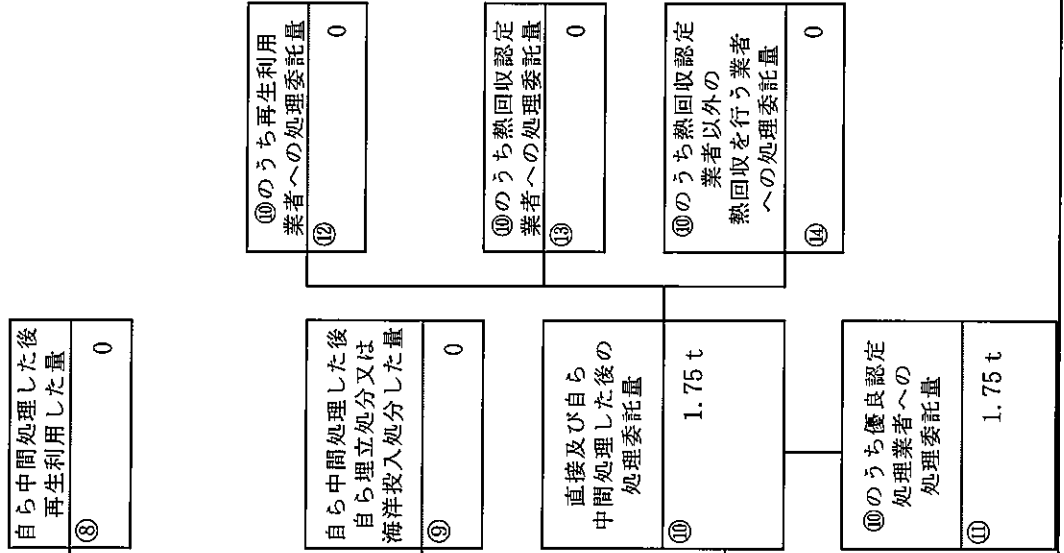 自ら中間処理した後
再生利用した量
⑧ 0
自ら中間処理した後
自ら埋立処分又は
海洋投入処分した量
⑨ 0
直接及び自ら
中間処理した後の
処理委託量
⑩ 1.75t
⑩のうち優良認定
処理業者への
処理委託量
⑪ 1.75t
⑩のうち再生利用
業者への処理委託量
⑫ 0
⑩のうち熱回収認定
業者への処理委託量
⑬ 0
⑩のうち熱回収認定
業者以外の
熱回収を行う業者
への処理委託量
⑭ 0